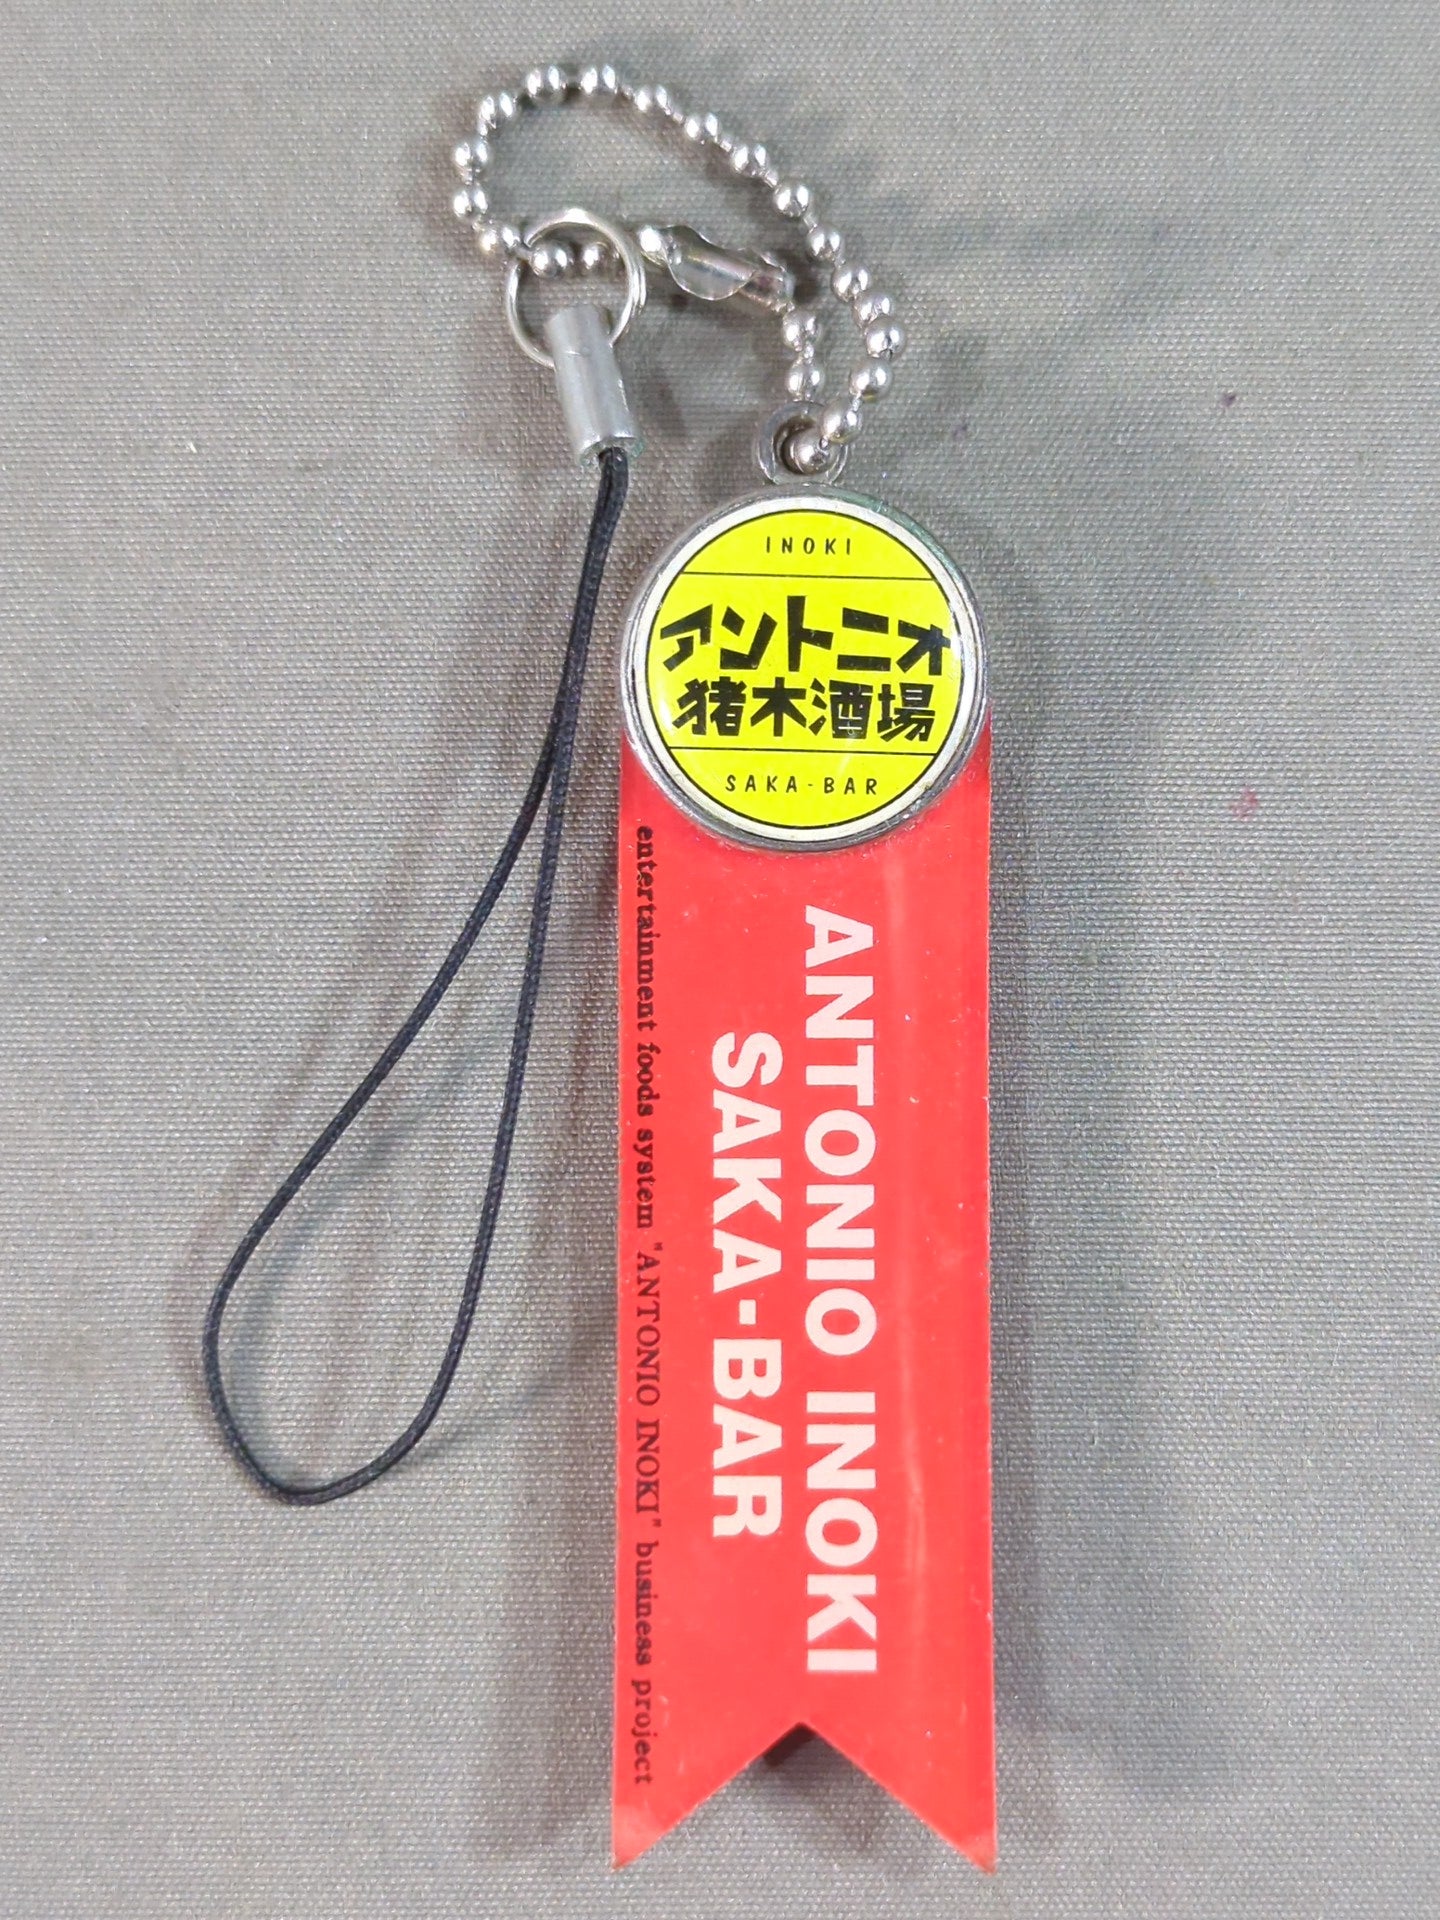 INOKI
アントニオ
猪木酒場
SAKA-BAR
ANTONIO INOKI
SAKA-BAR
entertainment foods system "ANTONIO INOKI" business project